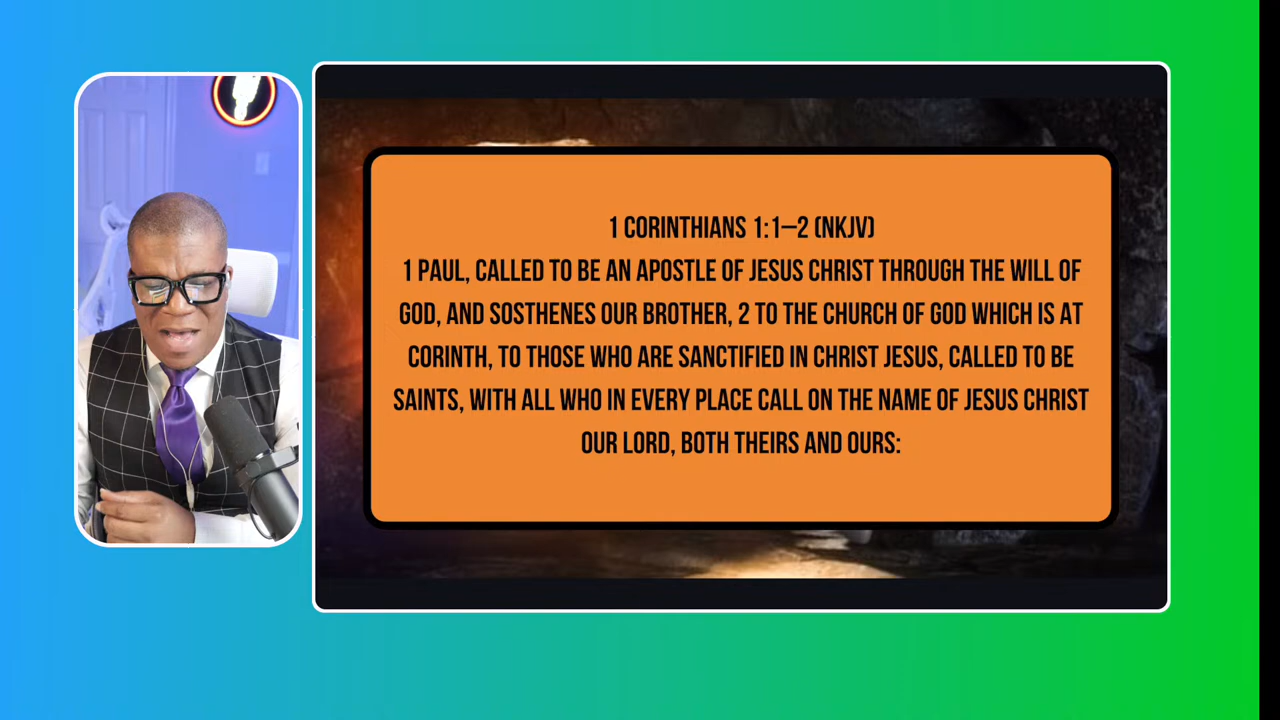 1 CORINTHIANS 1:1–2 (NKJV)
1 PAUL, CALLED TO BE AN APOSTLE OF JESUS CHRIST THROUGH THE WILL OF
GOD, AND SOSTHENES OUR BROTHER, 2 TO THE CHURCH OF GOD WHICH IS AT
CORINTH, TO THOSE WHO ARE SANCTIFIED IN CHRIST JESUS, CALLED TO BE
SAINTS, WITH ALL WHO IN EVERY PLACE CALL ON THE NAME OF JESUS CHRIST
OUR LORD, BOTH THEIRS AND OURS: